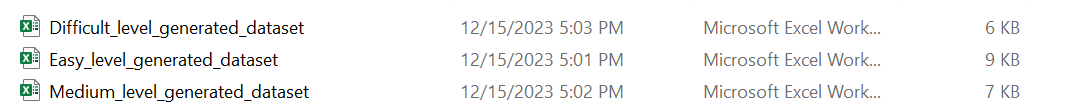 Difficult_level_generated_dataset 12/15/2023 5:03 PM Microsoft Excel Work... 6 KB
Easy_level_generated_dataset 12/15/2023 5:01 PM Microsoft Excel Work... 9 KB
Medium_level_generated_dataset 12/15/2023 5:02 PM Microsoft Excel Work... 7 KB